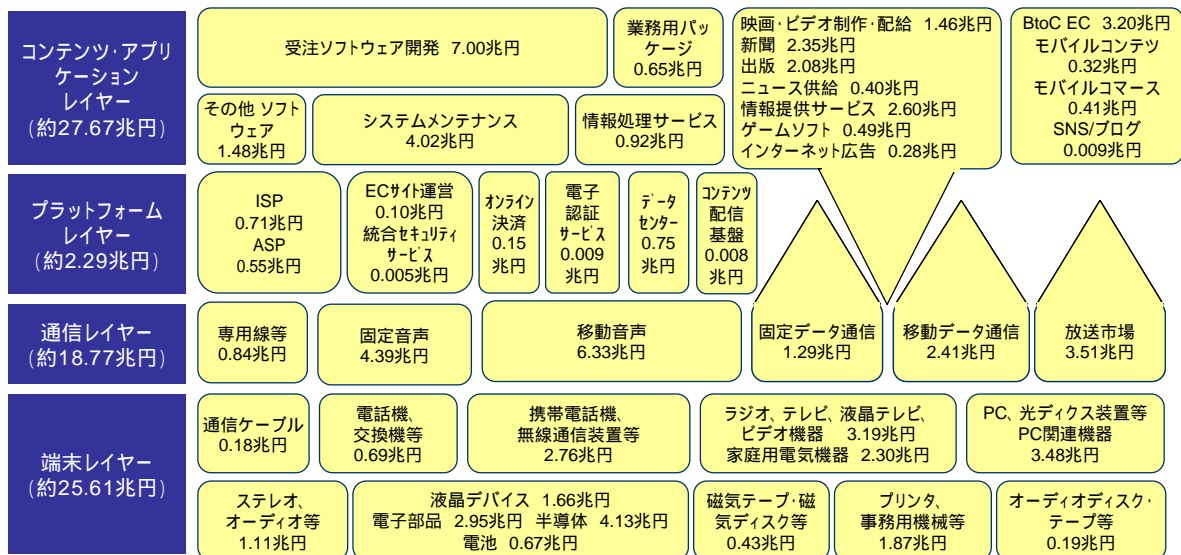 コンテンツ・アプリ
ケーション
レイヤー
(約27.67兆円)
受注ソフトウェア開発 7.00兆円
業務用パッ
ケージ
0.65兆円
映画・ビデオ制作・配給 1.46兆円
新聞 2.35兆円
出版 2.08兆円
ニュース供給 0.40兆円
情報提供サービス 2.60兆円
ゲームソフト 0.49兆円
インターネット広告 0.28兆円
BtoC EC 3.20兆円
モバイルコンテツ
0.32兆円
モバイルコマース
0.41兆円
SNS/ブログ
0.009兆円
その他 ソフト
ウェア
1.48兆円
システムメンテナンス
4.02兆円
情報処理サービス
0.92兆円
プラットフォーム
レイヤー
(約2.29兆円)
ISP
0.71兆円
ASP
0.55兆円
ECサイト運営
0.10兆円
統合セキュリティ
サービス
0.005兆円
オンライン
決済
0.15
兆円
電子
認証
サービス
0.009
兆円
データ
センター
0.75
兆円
コンテンツ
配信
基盤
0.008
兆円
通信レイヤー
(約18.77兆円)
専用線等
0.84兆円
固定音声
4.39兆円
移動音声
6.33兆円
固定データ通信
1.29兆円
移動データ通信
2.41兆円
放送市場
3.51兆円
端末レイヤー
(約25.61兆円)
通信ケーブル
0.18兆円
電話機、
交換機等
0.69兆円
携帯電話機、
無線通信装置等
2.76兆円
ラジオ、テレビ、液晶テレビ、
ビデオ機器 3.19兆円
家庭用電気機器 2.30兆円
PC、光ディクス装置等
PC関連機器
3.48兆円
ステレオ、
オーディオ等
1.11兆円
液晶デバイス 1.66兆円
電子部品 2.95兆円 半導体 4.13兆円
電池 0.67兆円
磁気テープ・磁
気ディスク等
0.43兆円
プリンタ、
事務用機械等
1.87兆円
オーディオディスク・
テープ等
0.19兆円